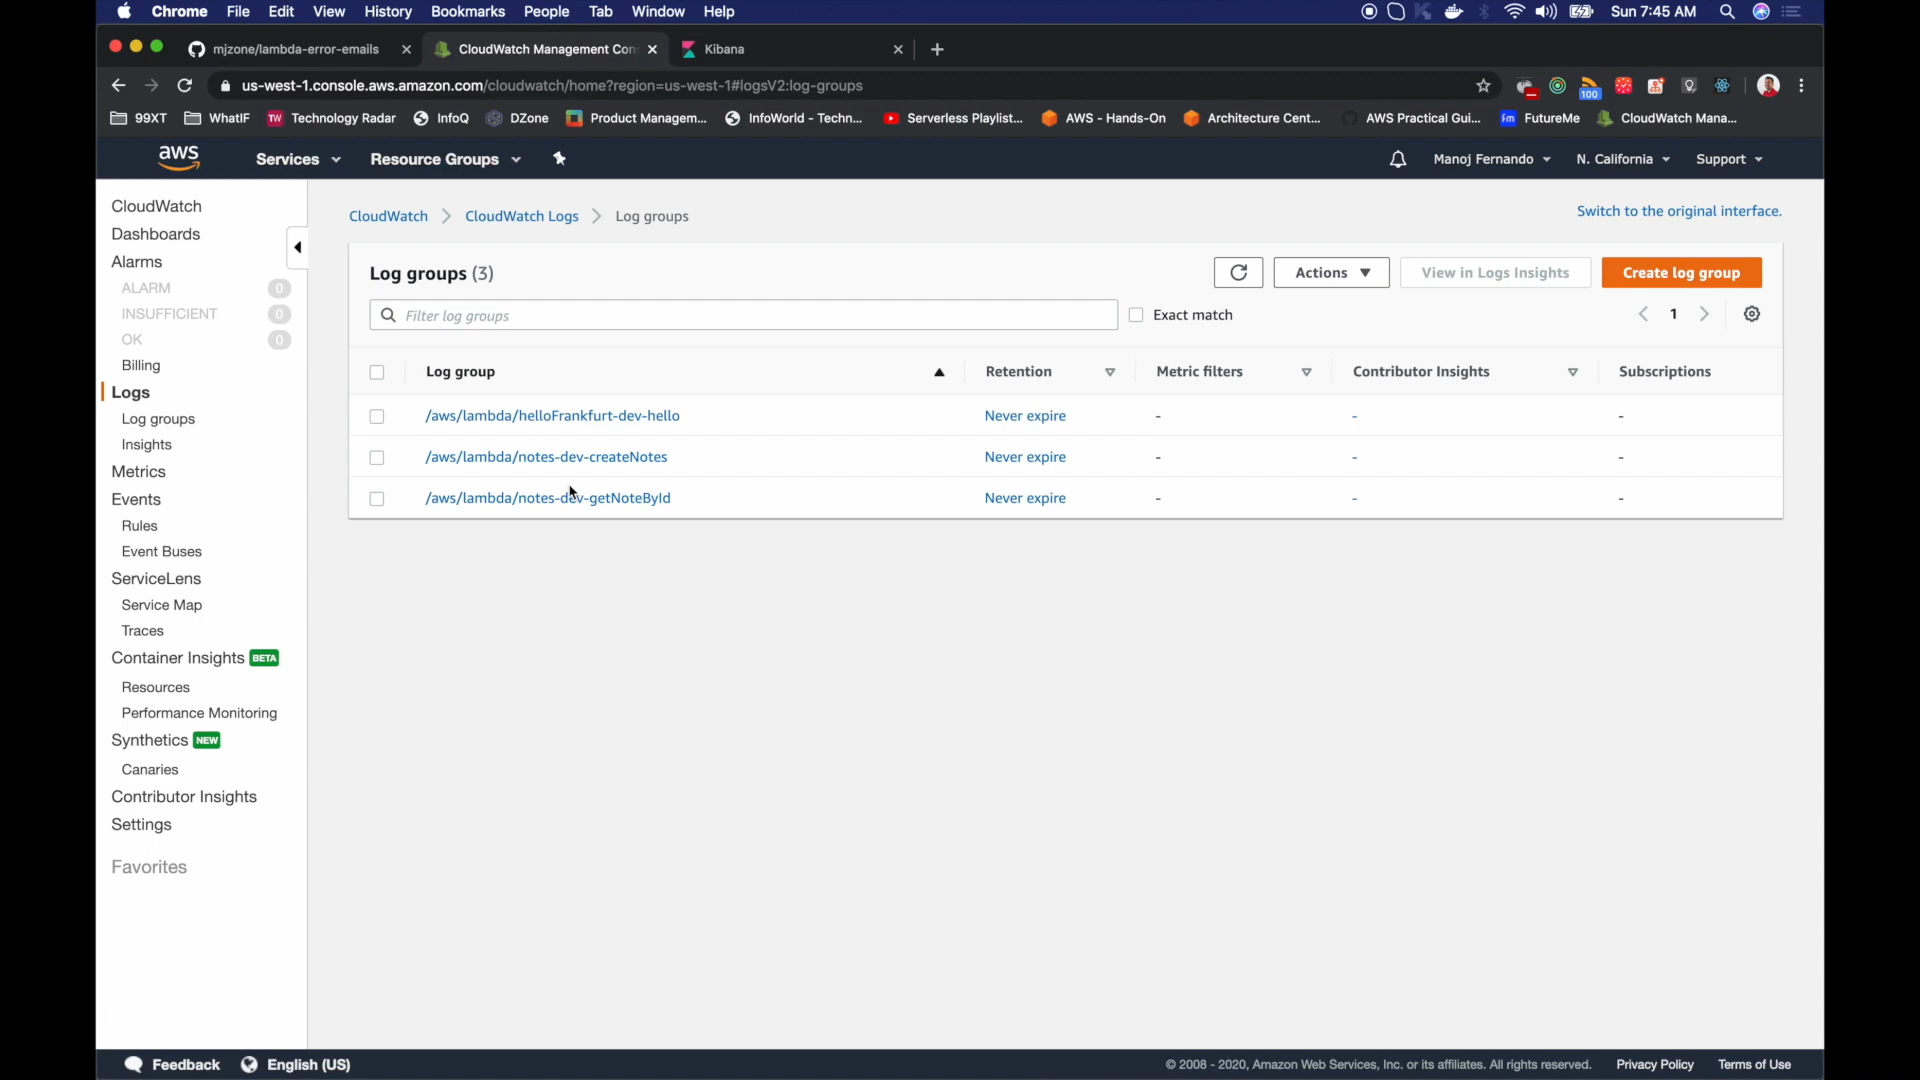 Chrome File Edit View History Bookmarks People Tab Window Help Sun 7:45 AM
mjzone/lambda-error-emails CloudWatch Management Con Kibana
us-west-1.console.aws.amazon.com/cloudwatch/home?region=us-west-1#logsV2:log-groups 100
99XT WhatIF TW Technology Radar InfoQ DZone Product Managem... InfoWorld - Techn... Serverless Playlist... AWS - Hands-On Architecture Cent... AWS Practical Gui... fm FutureMe CloudWatch Mana...
aws Services Resource Groups Manoj Fernando N. California Support
CloudWatch
Dashboards
Alarms
ALARM 0
INSUFFICIENT 0
OK 0
Billing
Logs
Log groups
Insights
Metrics
Events
Rules
Event Buses
ServiceLens
Service Map
Traces
Container Insights BETA
Resources
Performance Monitoring
Synthetics NEW
Canaries
Contributor Insights
Settings
Favorites
CloudWatch CloudWatch Logs Log groups Switch to the original interface.
Log groups (3) Actions View in Logs Insights Create log group
Filter log groups Exact match 1
Log group Retention Metric filters Contributor Insights Subscriptions
/aws/lambda/helloFrankfurt-dev-hello Never expire - - -
/aws/lambda/notes-dev-createNotes Never expire - - -
/aws/lambda/notes-dev-getNoteById Never expire - - -
Feedback English (US) © 2008 - 2020, Amazon Web Services, Inc. or its affiliates. All rights reserved. Privacy Policy Terms of Use